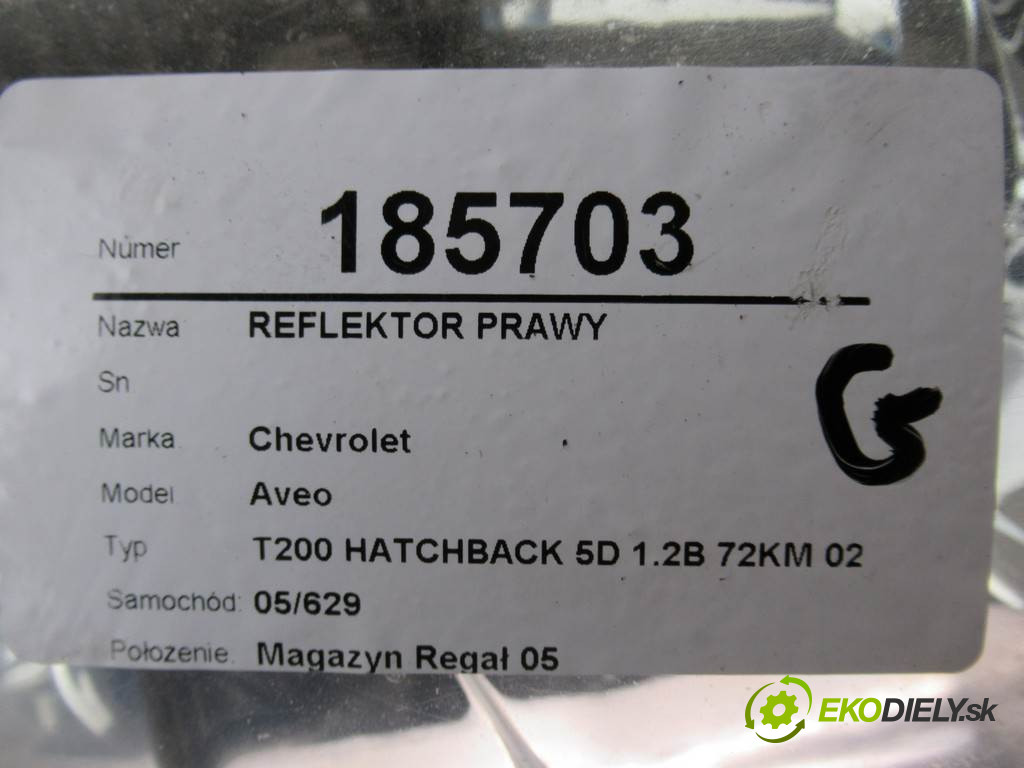 Numer 185703
Nazwa REFLEKTOR PRAWY
Sn
Marka Chevrolet
Model Aveo
Typ T200 HATCHBACK 5D 1.2B 72KM 02
Samochód: 05/629
Położenie: Magazyn Regał 05
G
EKODIELY.sk